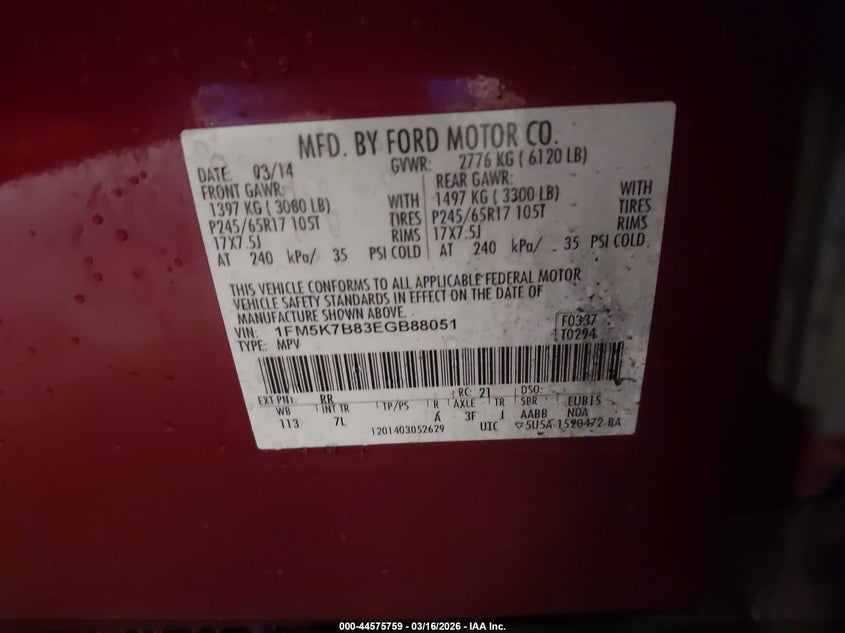 MFD. BY FORD MOTOR CO.
DATE: 03/14 GVWR: 2776 KG ( 6120 LB)
FRONT GAWR: REAR GAWR:
1397 KG ( 3080 LB) WITH 1497 KG ( 3300 LB) WITH
P245/65R17 105T TIRES P245/65R17 105T TIRES
17X7.5J RIMS 17X7.5J RIMS
AT 240 kPa/ 35 PSI COLD AT 240 kPa/ 35 PSI COLD
THIS VEHICLE CONFORMS TO ALL APPLICABLE FEDERAL MOTOR
VEHICLE SAFETY STANDARDS IN EFFECT ON THE DATE OF
MANUFACTURE SHOWN ABOVE.
VIN: 1FM5K7B83EGB88051 F0337
TYPE: MPV T0294
EXT PNT: RR RC: 21 DSO:
WB INT TR TP/PS R AXLE TR SPR EUBTS
113 7L A 3F J AABB N0A
1201403052629 UTC 5U5A-1520472-BA
000-44575759 - 03/16/2026 - IAA Inc.